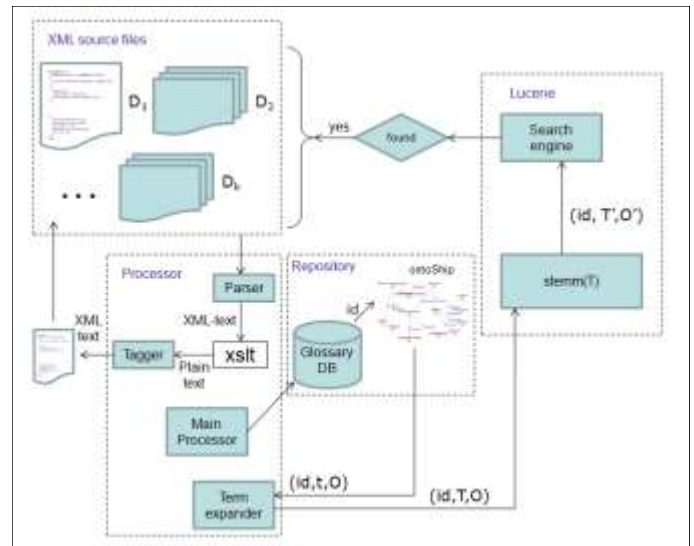 XML source files
D1
D2
• • •
Dk
yes
found
Lucene
Search
engine
(id, T',O')
stemm(T)
Processor
Parser
XML-text
xslt
Plain
text
Tagger
XML
text
Main
Processor
Term
expander
Repository
ontoShip
id
Glossary
DB
(id,t,O)
(id,T,O)